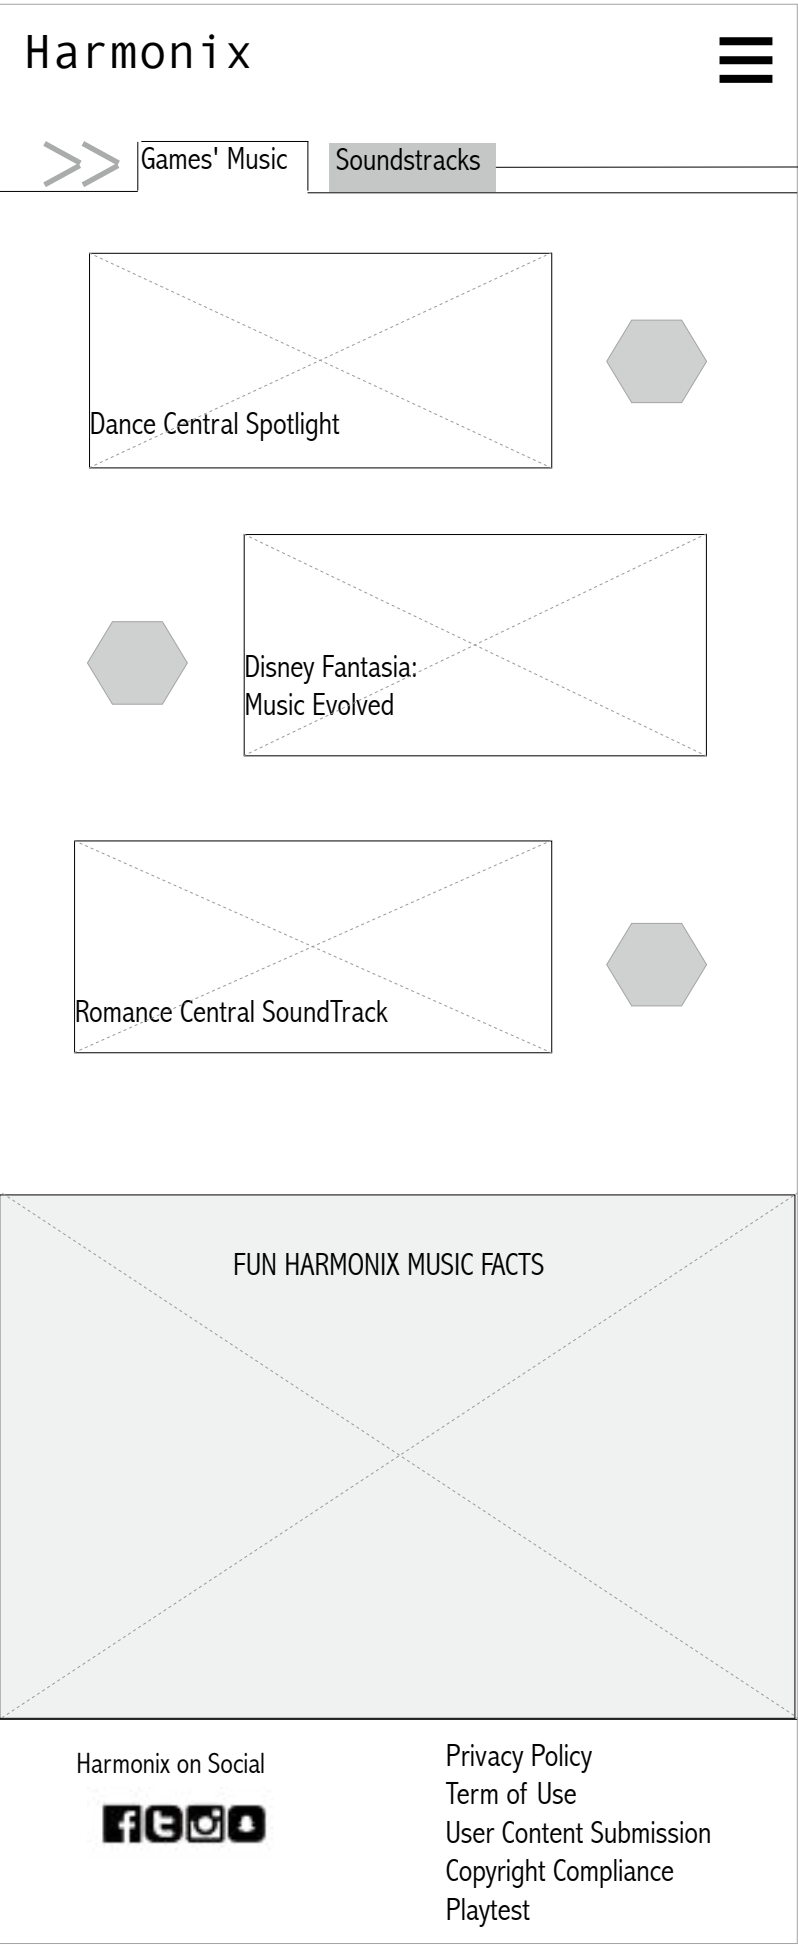 Harmonix
Games' Music
Soundstracks
Dance Central Spotlight
Disney Fantasia:
Music Evolved
Romance Central SoundTrack
FUN HARMONIX MUSIC FACTS
Harmonix on Social
Privacy Policy
Term of Use
User Content Submission
Copyright Compliance
Playtest